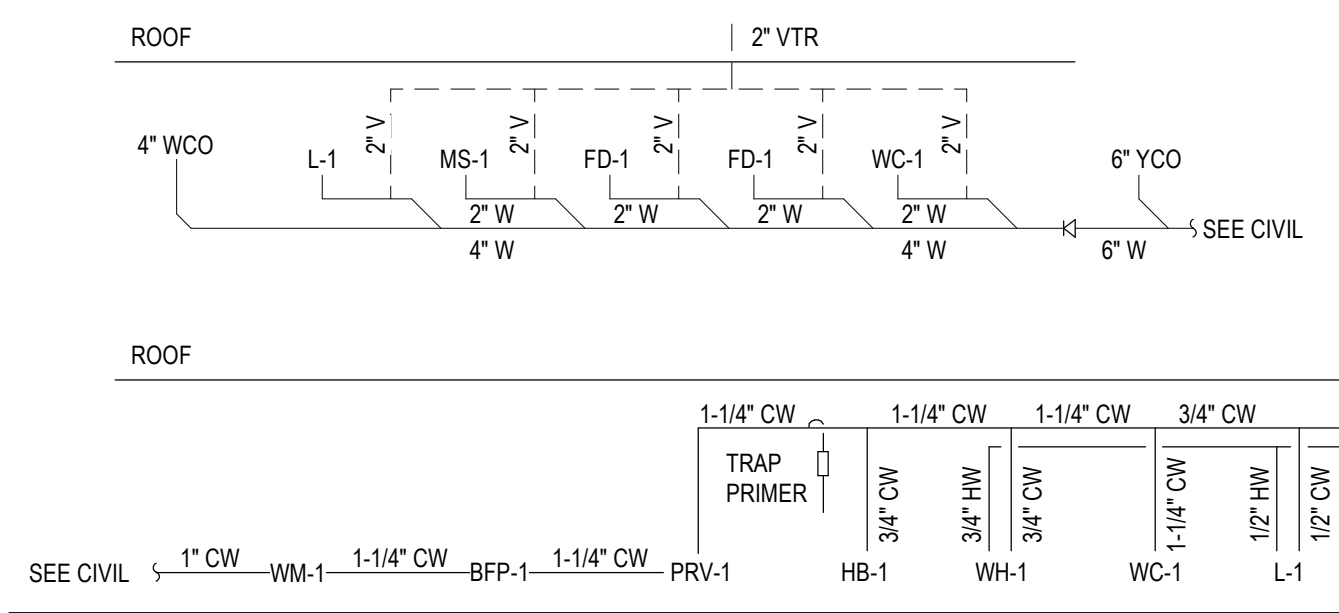 ROOF
2" VTR
4" WCO
L-1
2" V
MS-1
2" V
FD-1
2" V
FD-1
2" V
WC-1
2" V
6" YCO
2" W
2" W
2" W
2" W
SEE CIVIL
4" W
4" W
6" W
ROOF
1-1/4" CW
1-1/4" CW
1-1/4" CW
3/4" CW
TRAP
PRIMER
3/4" CW
3/4" HW
3/4" CW
1-1/4" CW
1/2" HW
1/2" CW
SEE CIVIL
1" CW
WM-1
1-1/4" CW
BFP-1
1-1/4" CW
PRV-1
HB-1
WH-1
WC-1
L-1